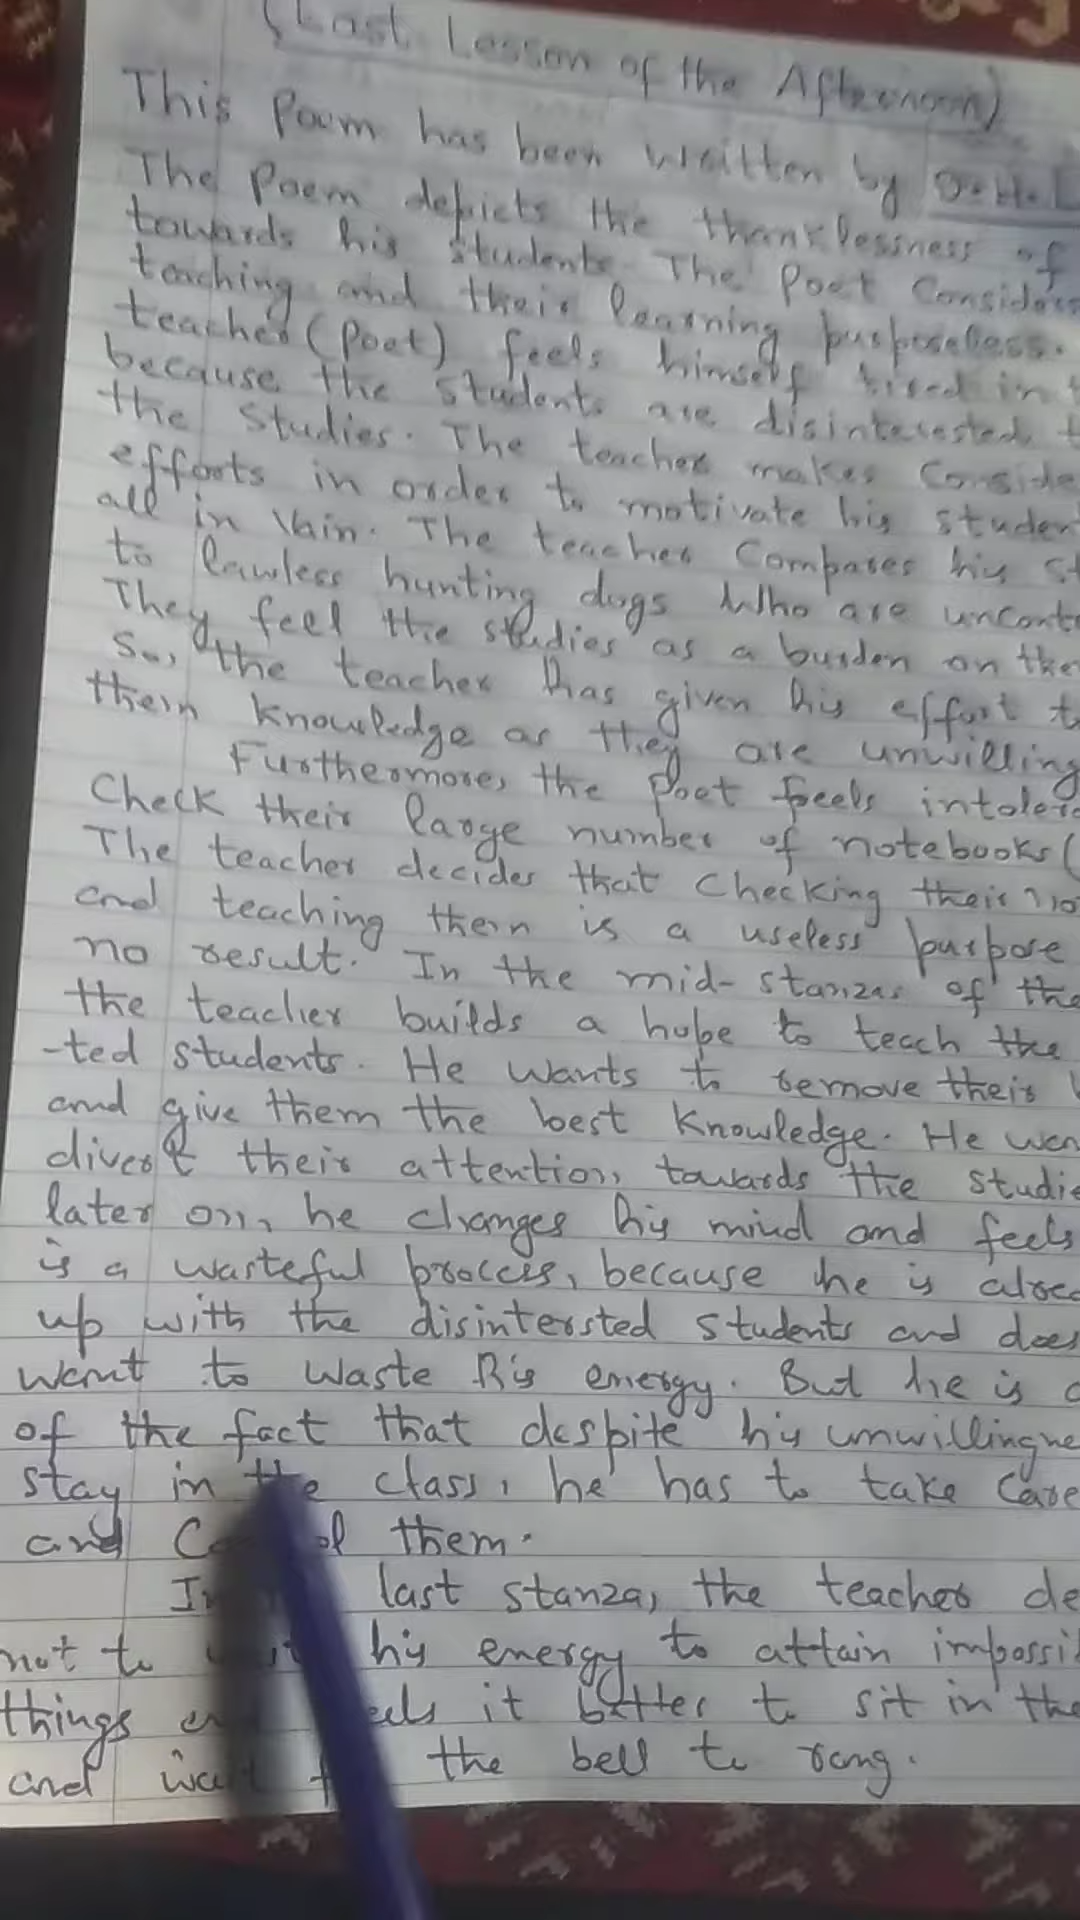 (Last Lesson of the Afternoon)
This Poem has been written by D.H.L
The Poem depicts the thanklessness of
towards his students. The Poet Considers
teaching and their learning purposeless.
teacher (Poet) feels himself tired in
because the students are disinterested
the Studies. The teacher makes Conside
efforts in order to motivate his studen
all in Vain. The teacher Compares his st
to lawless hunting dogs who are uncont
They feel the studies as a burden on the
So, the teacher has given his effort t
them knowledge as they are unwilling
Furthermore, the Poet feels intoler
Check their large number of notebooks (
The teacher decides that Checking their no
and teaching them is a useless purpose
no result. In the mid-stanzas of the
the teacher builds a hope to teach the
-ted students. He wants to remove their
and give them the best Knowledge. He wan
divert their attention, towards the studie
later on, he changes his mind and feels
is a wasteful process, because he is alrea
up with the disintersted students and does
want to waste his energy. But he is a
of the fact that despite his unwillingne
stay in the class, he has to take Care
and them.
last stanza, the teacher de
not to his energy to attain impossi
things it better to sit in the
and the bell to rang.